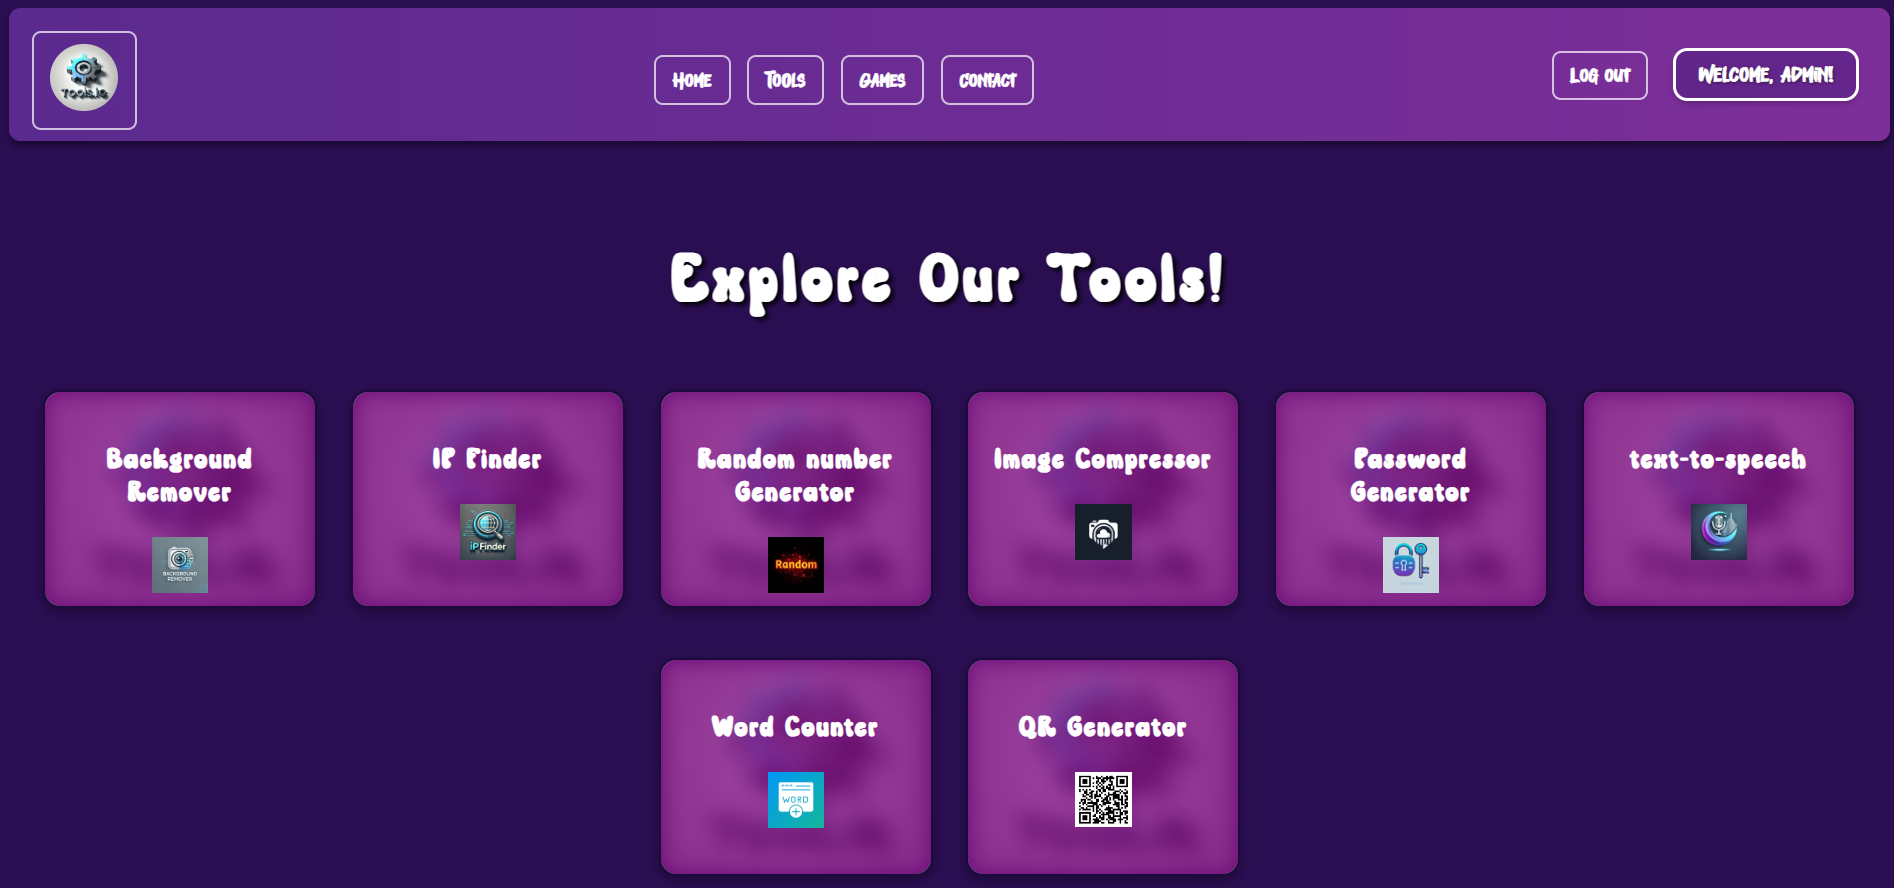 Tools.iQ
Home
Tools
Games
Contact
Log out
Welcome, admin!
Explore Our Tools!
Background
Remover
BACKGROUND
REMOVER
IP Finder
iPFinder
Random number
Generator
Random
Image Compressor
Password
Generator
text-to-speech
Word Counter
WORD
QR Generator